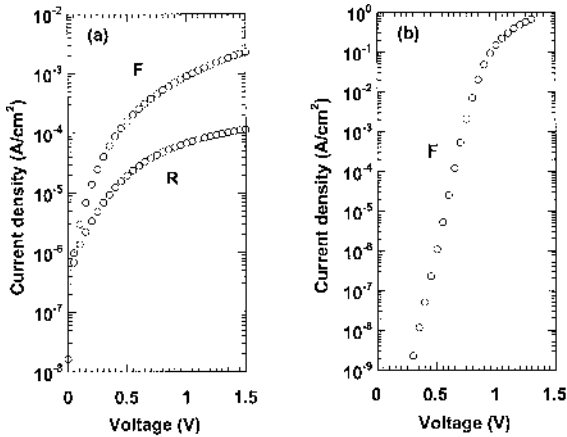 (a)
F
R
10⁻²
10⁻³
10⁻⁴
10⁻⁵
10⁻⁶
10⁻⁷
10⁻⁸
Current density (A/cm²)
0 0.5 1.0 1.5
Voltage (V)
(b)
F
10⁰
10⁻¹
10⁻²
10⁻³
10⁻⁴
10⁻⁵
10⁻⁶
10⁻⁷
10⁻⁸
10⁻⁹
Current density (A/cm²)
0 0.5 1.0 1.5
Voltage (V)